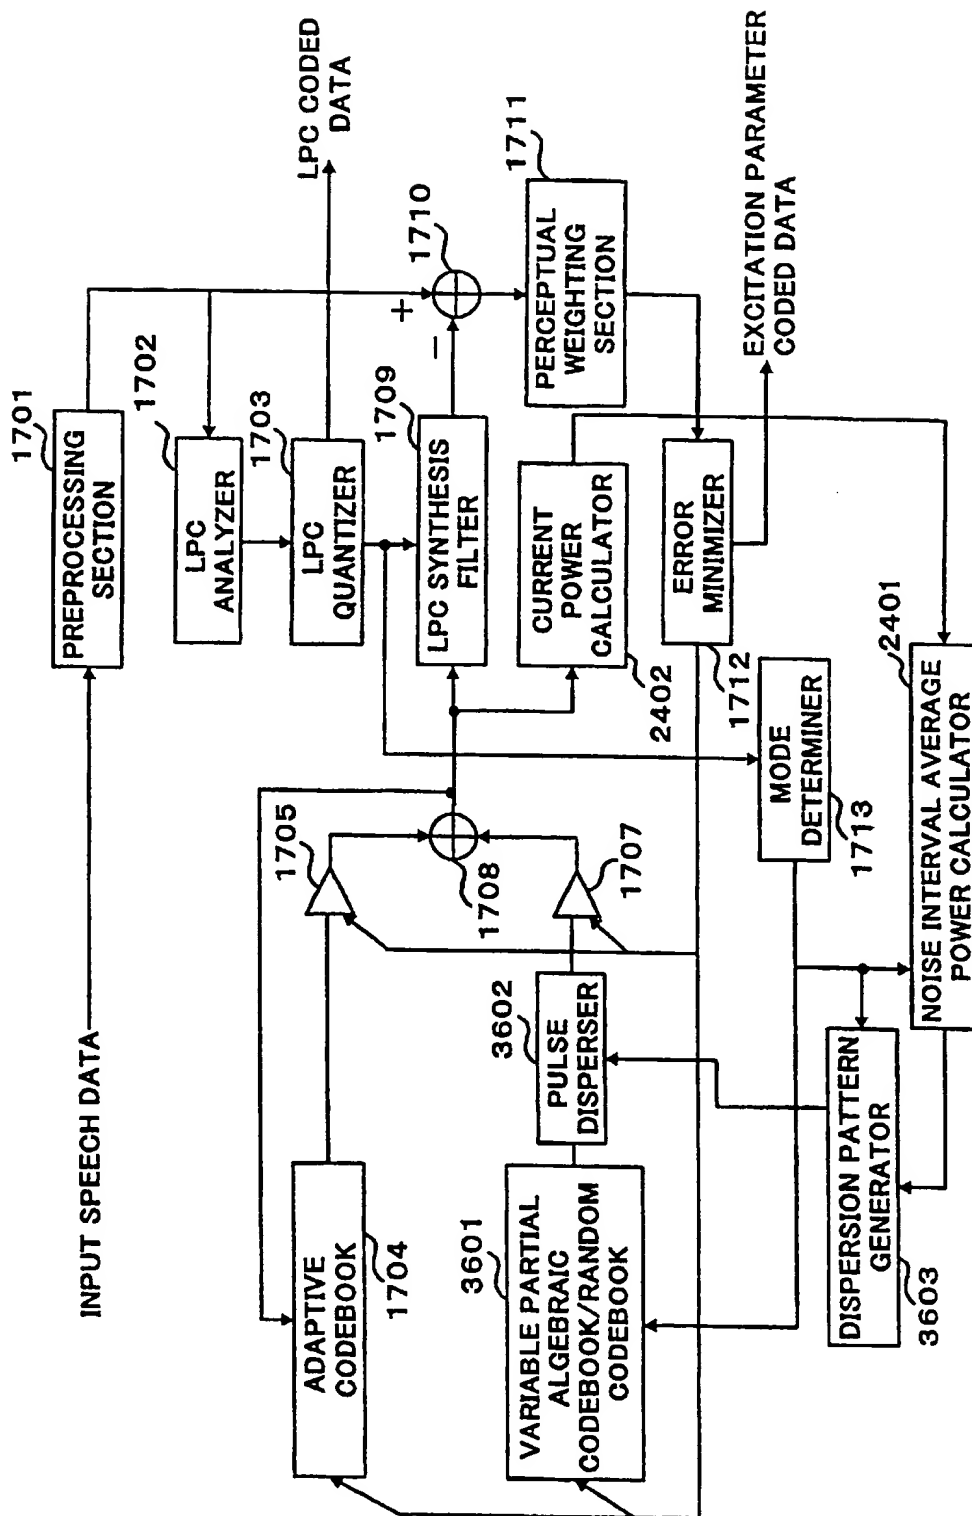 INPUT SPEECH DATA
1701
PREPROCESSING
SECTION
1702
LPC
ANALYZER
1703
LPC
QUANTIZER
LPC CODED
DATA
1709
LPC SYNTHESIS
FILTER
+
-
1710
1711
PERCEPTUAL
WEIGHTING
SECTION
ADAPTIVE
CODEBOOK
1704
1705
1708
1707
3601
VARIABLE PARTIAL
ALGEBRAIC
CODEBOOK/RANDOM
CODEBOOK
3602
PULSE
DISPERSER
CURRENT
POWER
CALCULATOR
2402
ERROR
MINIMIZER
1712
EXCITATION PARAMETER
CODED DATA
MODE
DETERMINER
1713
DISPERSION PATTERN
GENERATOR
3603
2401
NOISE INTERVAL AVERAGE
POWER CALCULATOR